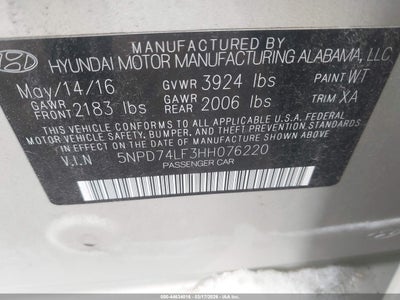 MANUFACTURED BY
HYUNDAI MOTOR MANUFACTURING ALABAMA, LLC.
May/14/16 GVWR 3924 lbs PAINT WT
GAWR FRONT 2183 lbs GAWR REAR 2006 lbs TRIM XA
THIS VEHICLE CONFORMS TO ALL APPLICABLE U.S.A FEDERAL
MOTOR VEHICLE SAFETY, BUMPER, AND THEFT PREVENTION STANDARDS
IN EFFECT ON THE DATE OF MANUFACTURE SHOWN ABOVE.
V.I.N 5NPD74LF3HH076220
PASSENGER CAR